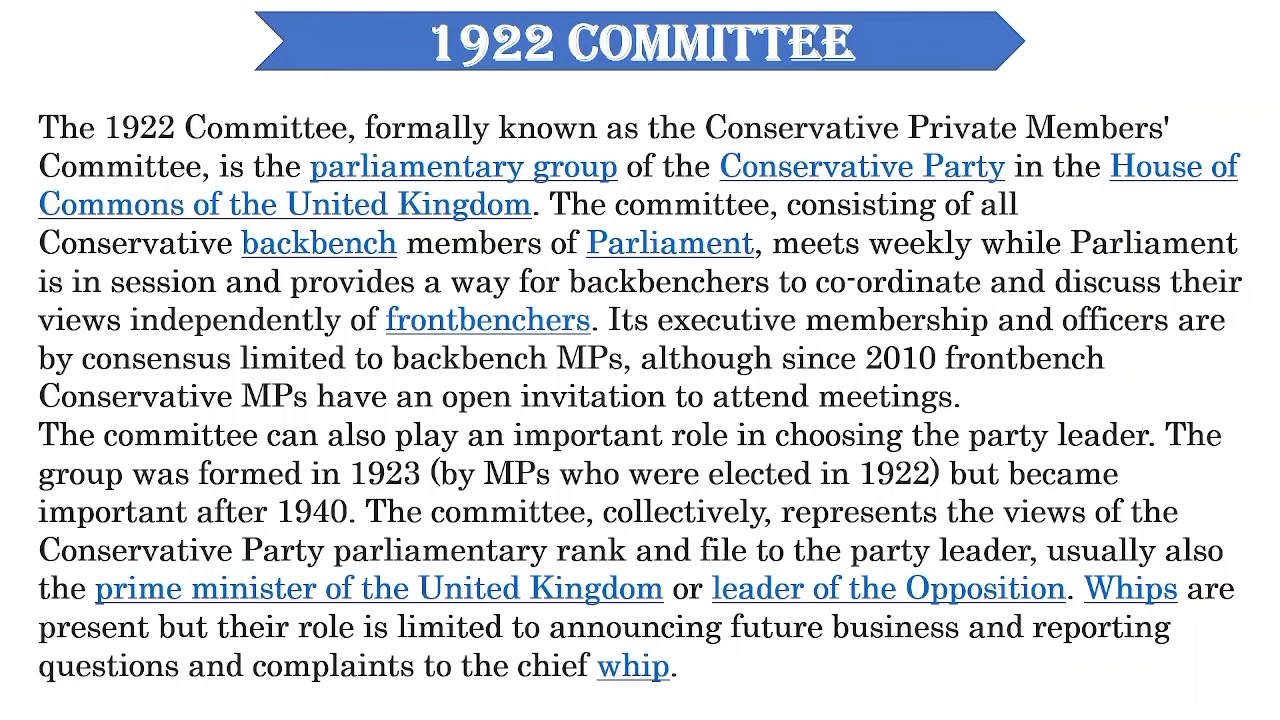 1922 COMMITTEE
The 1922 Committee, formally known as the Conservative Private Members'
Committee, is the parliamentary group of the Conservative Party in the House of
Commons of the United Kingdom. The committee, consisting of all
Conservative backbench members of Parliament, meets weekly while Parliament
is in session and provides a way for backbenchers to co-ordinate and discuss their
views independently of frontbenchers. Its executive membership and officers are
by consensus limited to backbench MPs, although since 2010 frontbench
Conservative MPs have an open invitation to attend meetings.
The committee can also play an important role in choosing the party leader. The
group was formed in 1923 (by MPs who were elected in 1922) but became
important after 1940. The committee, collectively, represents the views of the
Conservative Party parliamentary rank and file to the party leader, usually also
the prime minister of the United Kingdom or leader of the Opposition. Whips are
present but their role is limited to announcing future business and reporting
questions and complaints to the chief whip.